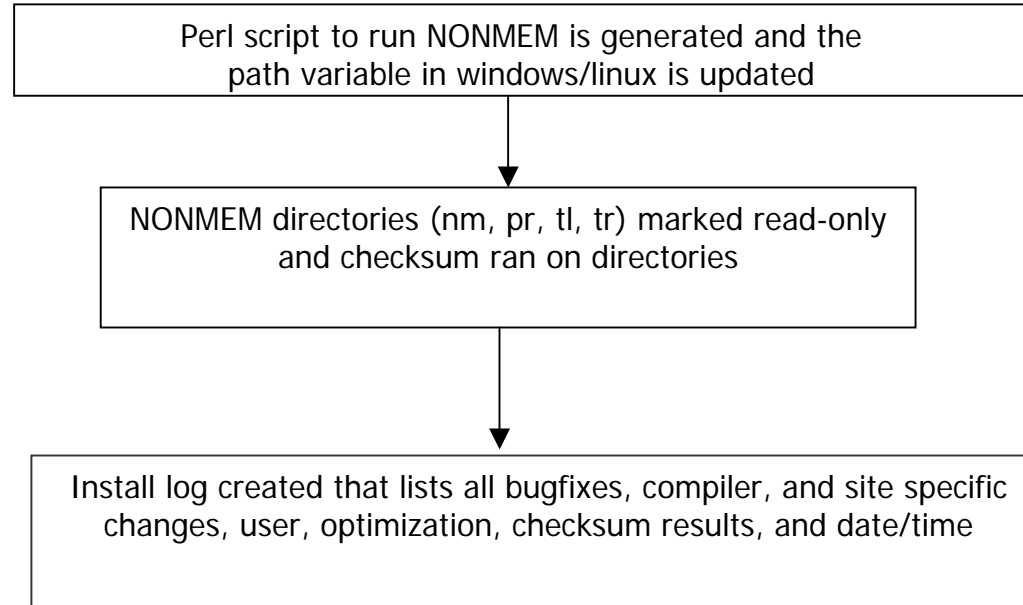 Perl script to run NONMEM is generated and the
path variable in windows/linux is updated
NONMEM directories (nm, pr, tl, tr) marked read-only
and checksum ran on directories
Install log created that lists all bugfixes, compiler, and site specific
changes, user, optimization, checksum results, and date/time